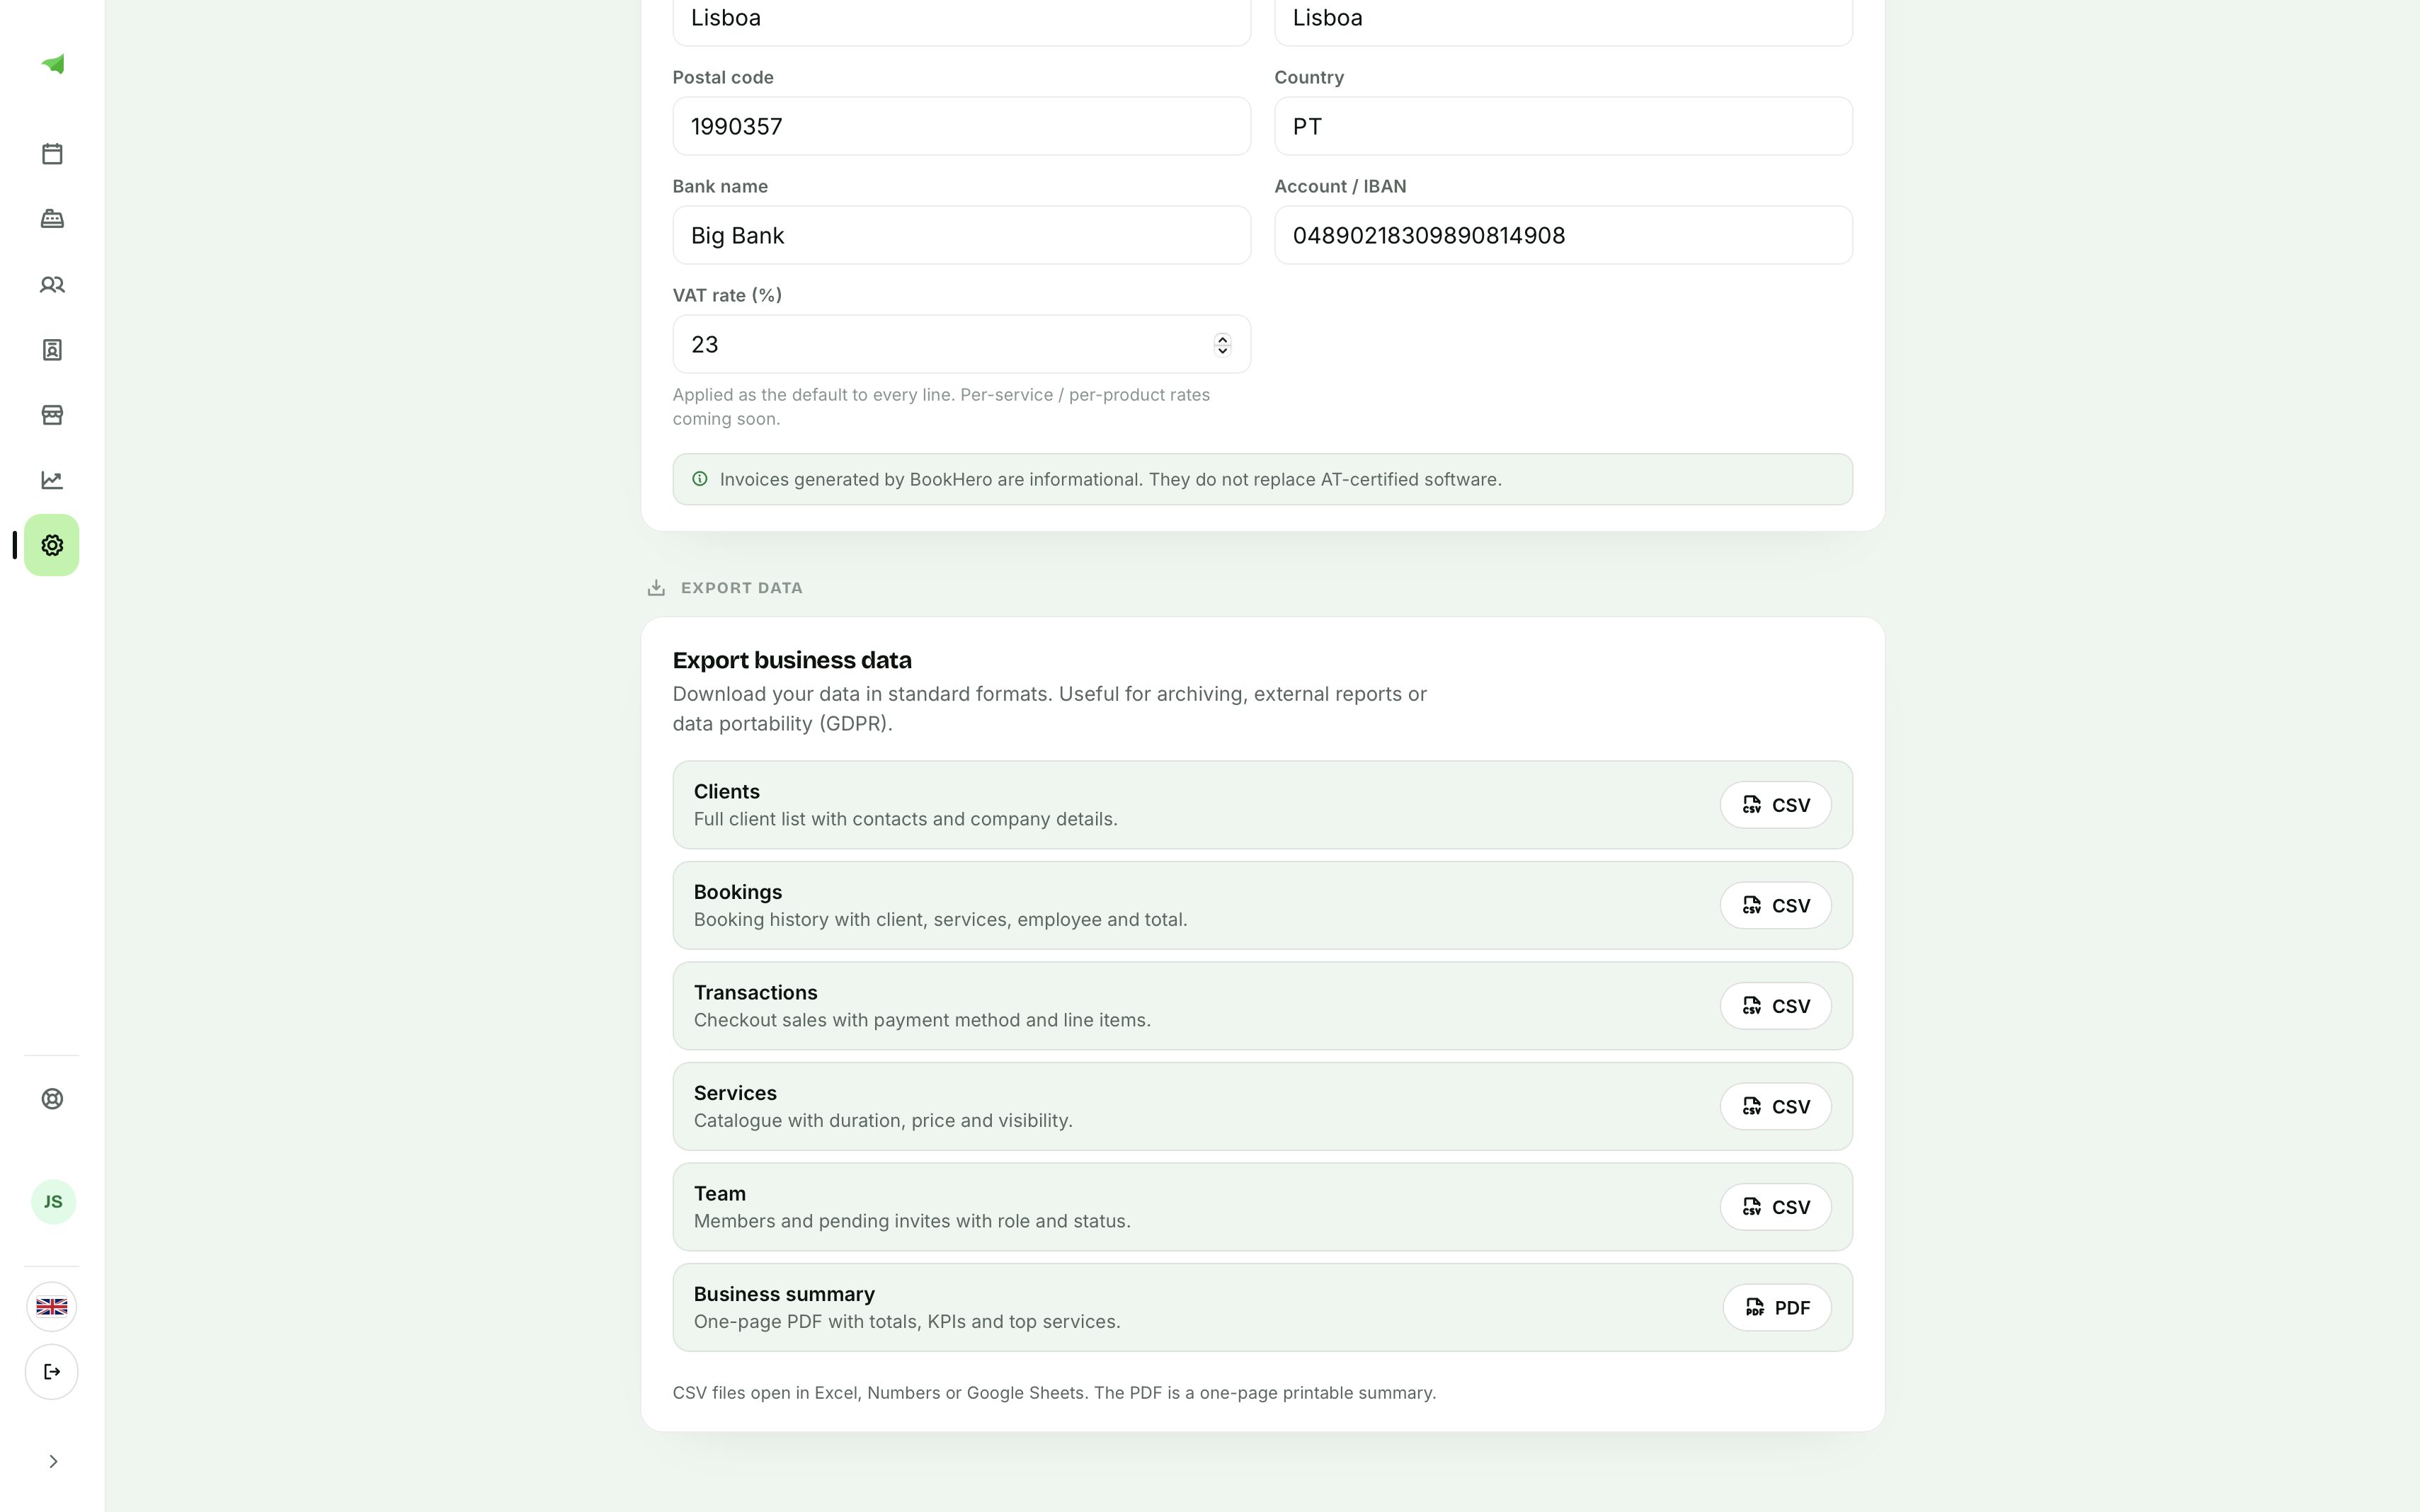 Lisboa
Lisboa
Postal code
Country
1990357
PT
Bank name
Account / IBAN
Big Bank
04890218309890814908
VAT rate (%)
23
Applied as the default to every line. Per-service / per-product rates
coming soon.
Invoices generated by BookHero are informational. They do not replace AT-certified software.
EXPORT DATA
Export business data
Download your data in standard formats. Useful for archiving, external reports or
data portability (GDPR).
Clients
Full client list with contacts and company details.
CSV CSV
Bookings
Booking history with client, services, employee and total.
CSV CSV
Transactions
Checkout sales with payment method and line items.
CSV CSV
Services
Catalogue with duration, price and visibility.
CSV CSV
Team
Members and pending invites with role and status.
CSV CSV
Business summary
One-page PDF with totals, KPIs and top services.
PDF PDF
CSV files open in Excel, Numbers or Google Sheets. The PDF is a one-page printable summary.
JS